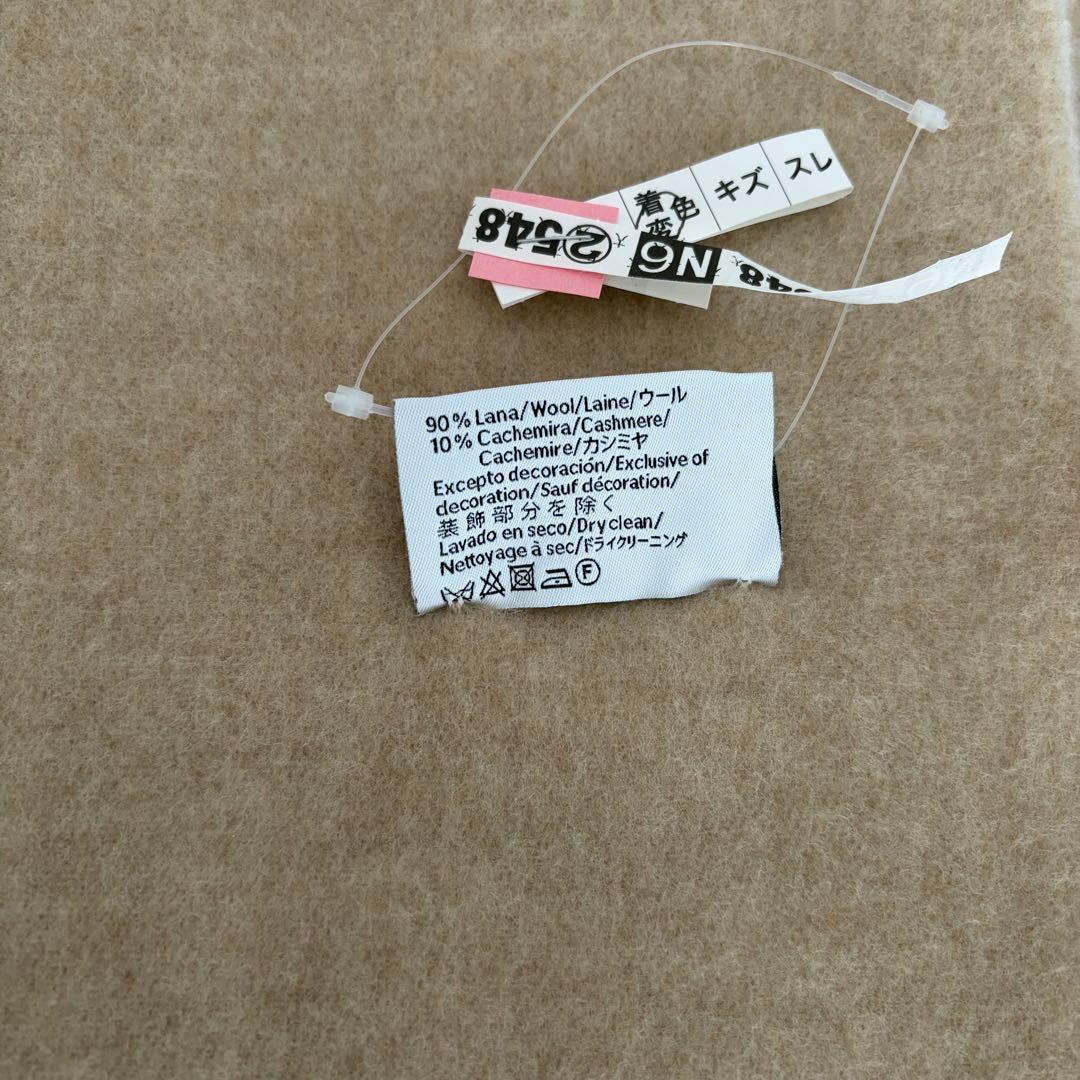 着 色
変
キズ
スレ
②548
N6
548
90% Lana/Wool/Laine/ウール
10% Cachemira/Cashmere/
Cachemire/カシミヤ
Excepto decoración/Exclusive of
decoration/Sauf décoration/
装飾部分を除く
Lavado en seco/Dry clean/
Nettoyage à sec/ドライクリーニング
F